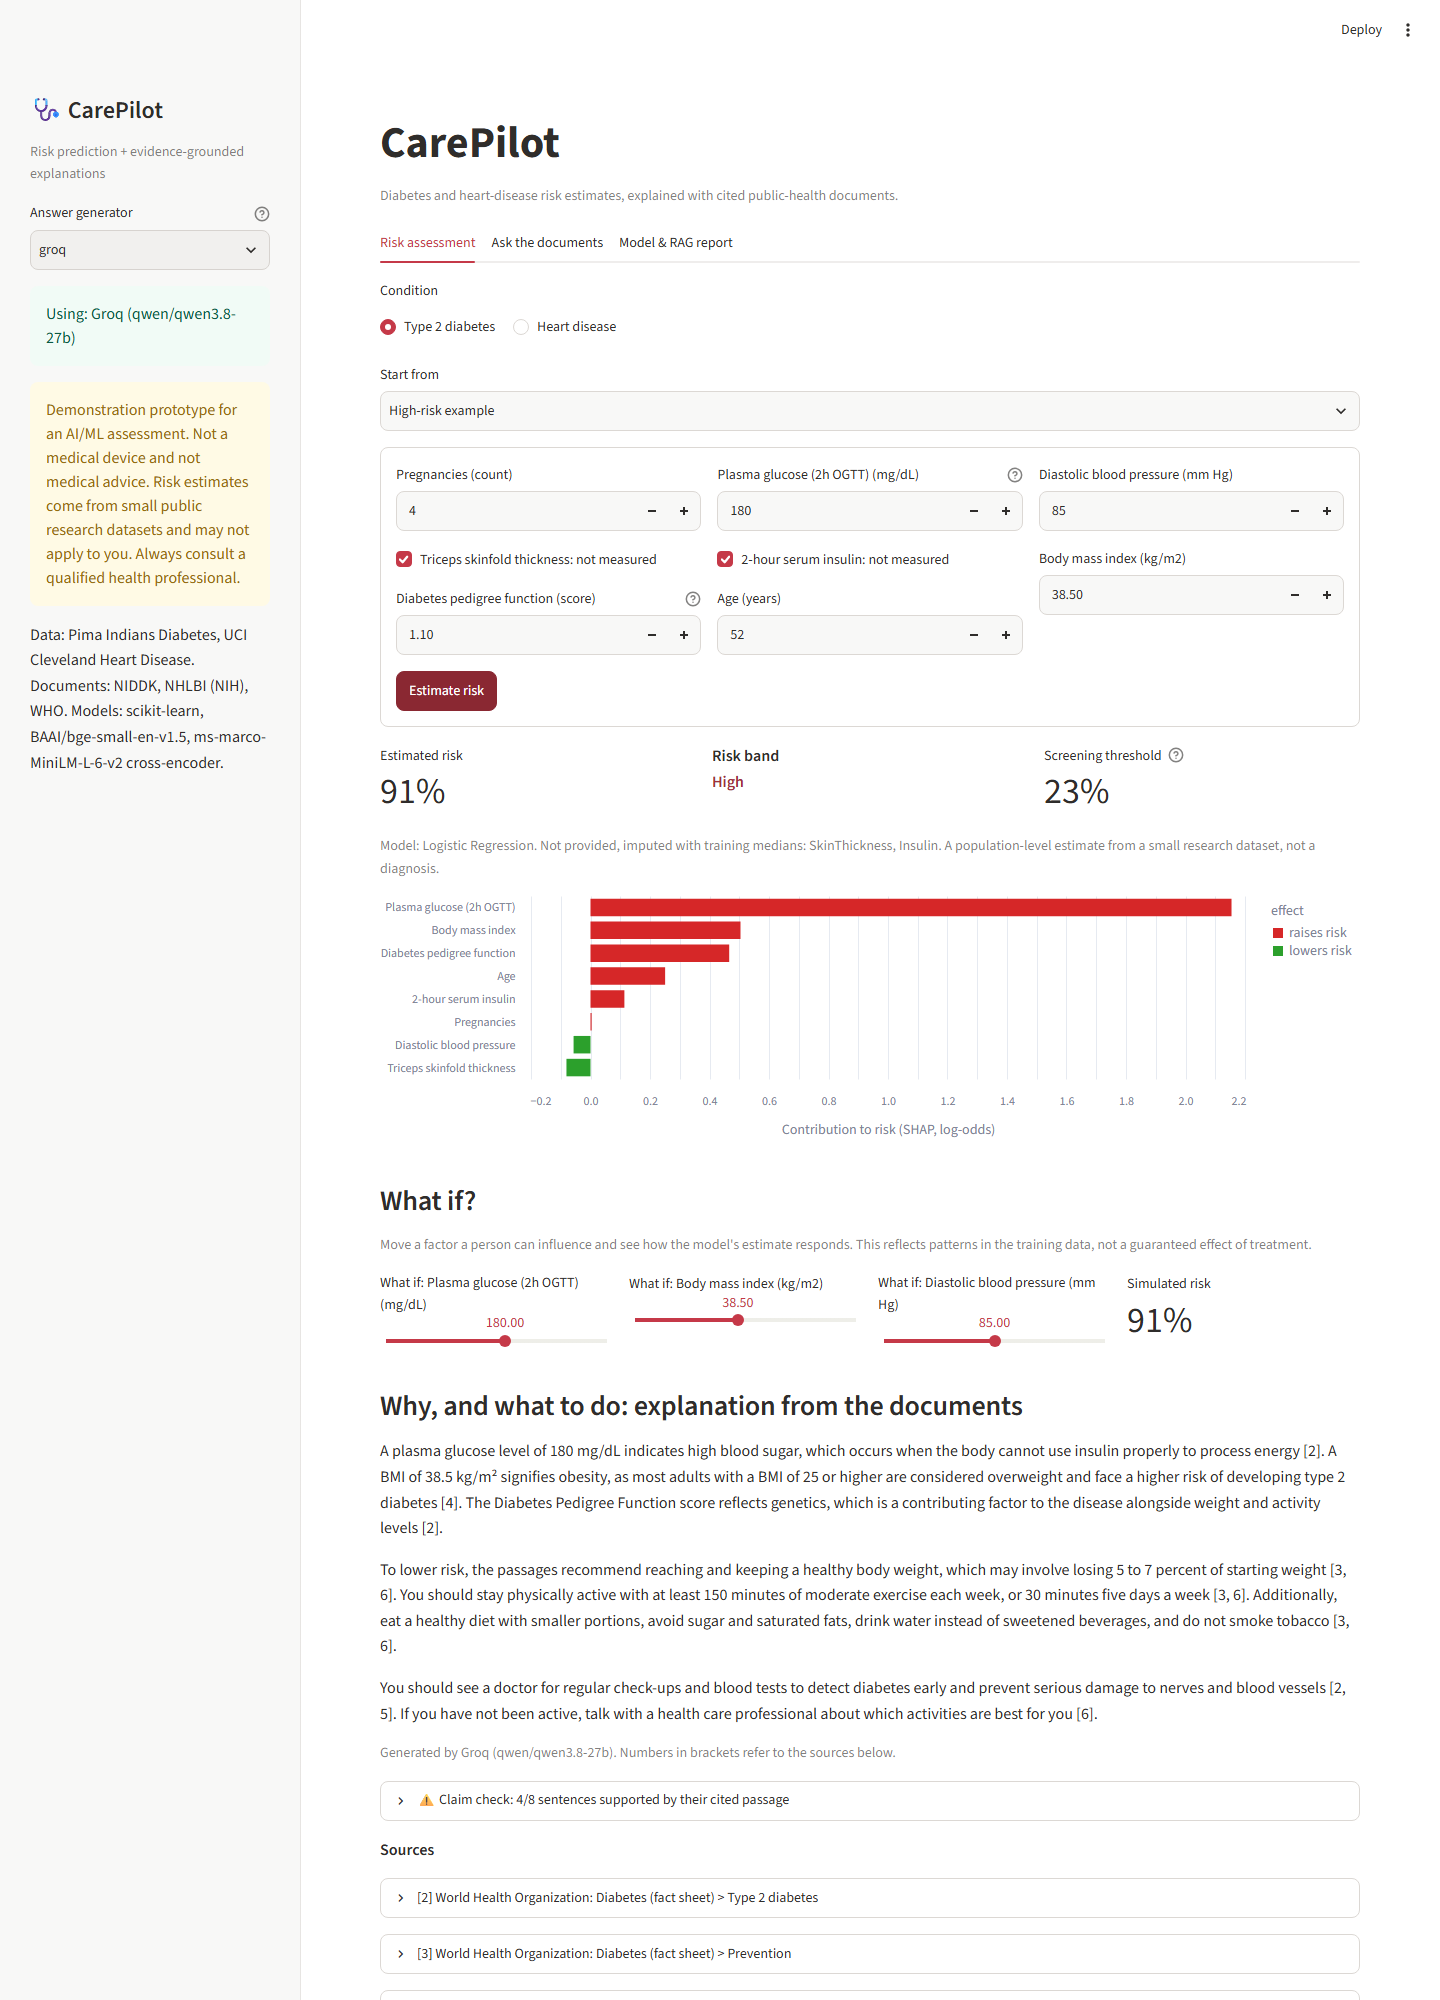 Deploy
CarePilot
Risk prediction + evidence-grounded
explanations
Answer generator
groq
Using: Groq (qwen/qwen3.8-
27b)
Demonstration prototype for
an AI/ML assessment. Not a
medical device and not
medical advice. Risk estimates
come from small public
research datasets and may not
apply to you. Always consult a
qualified health professional.
Data: Pima Indians Diabetes, UCI
Cleveland Heart Disease.
Documents: NIDDK, NHLBI (NIH),
WHO. Models: scikit-learn,
BAAI/bge-small-en-v1.5, ms-marco-
MiniLM-L-6-v2 cross-encoder.
CarePilot
Diabetes and heart-disease risk estimates, explained with cited public-health documents.
Risk assessment Ask the documents Model & RAG report
Condition
Type 2 diabetes Heart disease
Start from
High-risk example
Pregnancies (count) Plasma glucose (2h OGTT) (mg/dL) Diastolic blood pressure (mm Hg)
4 180 85
Triceps skinfold thickness: not measured 2-hour serum insulin: not measured Body mass index (kg/m2)
38.50
Diabetes pedigree function (score) Age (years)
1.10 52
Estimate risk
Estimated risk Risk band Screening threshold
91% High 23%
Model: Logistic Regression. Not provided, imputed with training medians: SkinThickness, Insulin. A population-level estimate from a small research dataset, not a
diagnosis.
Plasma glucose (2h OGTT)
Body mass index
Diabetes pedigree function
Age
2-hour serum insulin
Pregnancies
Diastolic blood pressure
Triceps skinfold thickness
effect
raises risk
lowers risk
−0.2 0.0 0.2 0.4 0.6 0.8 1.0 1.2 1.4 1.6 1.8 2.0 2.2
Contribution to risk (SHAP, log-odds)
What if?
Move a factor a person can influence and see how the model's estimate responds. This reflects patterns in the training data, not a guaranteed effect of treatment.
What if: Plasma glucose (2h OGTT)
(mg/dL)
180.00
What if: Body mass index (kg/m2)
38.50
What if: Diastolic blood pressure (mm
Hg)
85.00
Simulated risk
91%
Why, and what to do: explanation from the documents
A plasma glucose level of 180 mg/dL indicates high blood sugar, which occurs when the body cannot use insulin properly to process energy [2]. A
BMI of 38.5 kg/m² signifies obesity, as most adults with a BMI of 25 or higher are considered overweight and face a higher risk of developing type 2
diabetes [4]. The Diabetes Pedigree Function score reflects genetics, which is a contributing factor to the disease alongside weight and activity
levels [2].
To lower risk, the passages recommend reaching and keeping a healthy body weight, which may involve losing 5 to 7 percent of starting weight [3,
6]. You should stay physically active with at least 150 minutes of moderate exercise each week, or 30 minutes five days a week [3, 6]. Additionally,
eat a healthy diet with smaller portions, avoid sugar and saturated fats, drink water instead of sweetened beverages, and do not smoke tobacco [3,
6].
You should see a doctor for regular check-ups and blood tests to detect diabetes early and prevent serious damage to nerves and blood vessels [2,
5]. If you have not been active, talk with a health care professional about which activities are best for you [6].
Generated by Groq (qwen/qwen3.8-27b). Numbers in brackets refer to the sources below.
Claim check: 4/8 sentences supported by their cited passage
Sources
[2] World Health Organization: Diabetes (fact sheet) > Type 2 diabetes
[3] World Health Organization: Diabetes (fact sheet) > Prevention